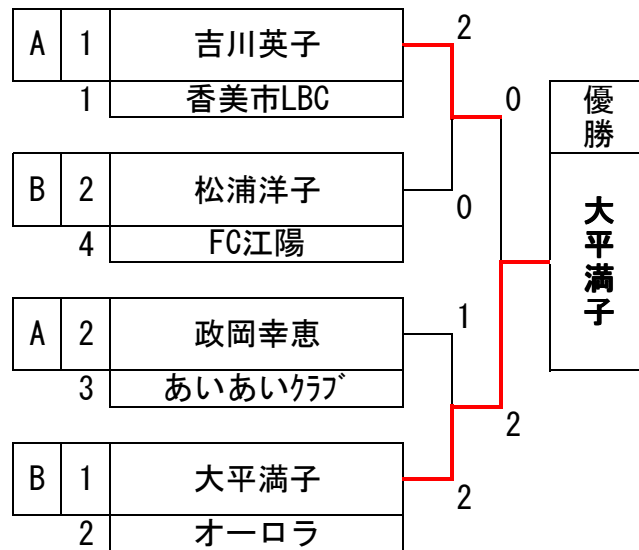 A 1 吉川英子 2
1 香美市LBC
0 優勝
B 2 松浦洋子 0
4 FC江陽
大平満子
A 2 政岡幸恵 1
3 あいあいｸﾗﾌﾞ
2
B 1 大平満子 2
2 オーロラ